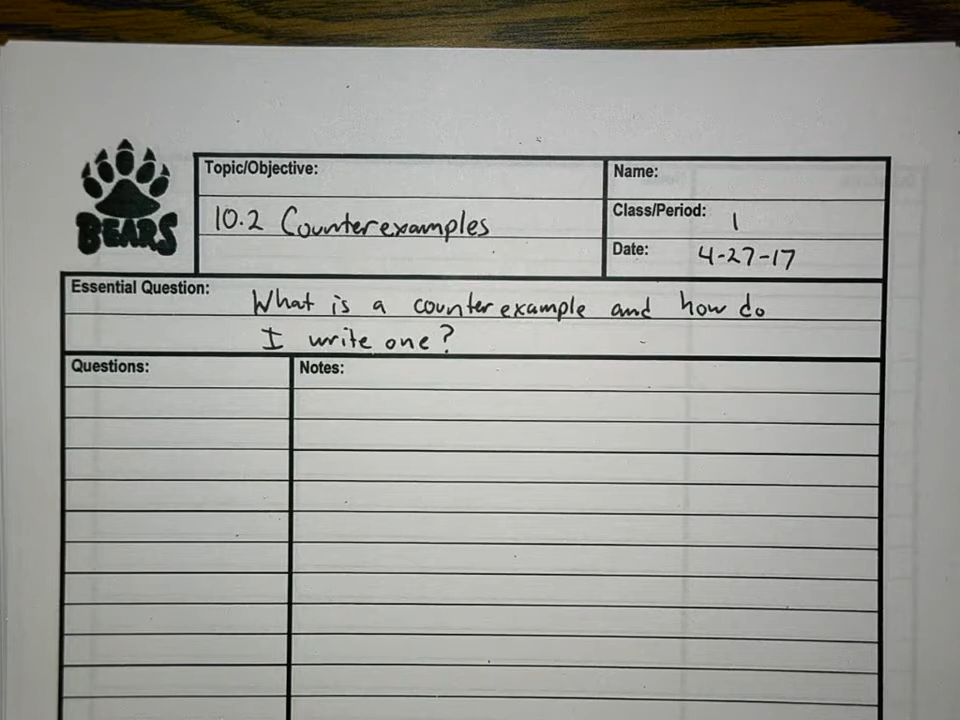 BEARS
Topic/Objective:
10.2 Counterexamples
Name:
Class/Period: 1
Date: 4-27-17
Essential Question: What is a counterexample and how do
I write one?
Questions:
Notes: